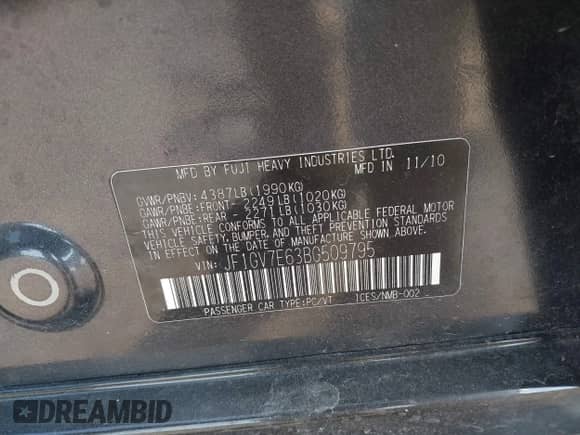 MFD BY FUJI HEAVY INDUSTRIES LTD.
MFD IN 11/10
GVWR/PNBV: 4387LB(1990KG)
GAWR/PNBE:FRONT- 2249LB(1020KG)
GAWR/PNBE:REAR - 2271LB(1030KG)
THIS VEHICLE CONFORMS TO ALL APPLICABLE FEDERAL MOTOR
VEHICLE SAFETY, BUMPER, AND THEFT PREVENTION STANDARDS
IN EFFECT ON THE DATE OF MANUFACTURE SHOWN ABOVE.
VIN: JF1GV7E63BG509795
PASSENGER CAR TYPE:PC/VT 1CES/NMB-002
DREAMBID